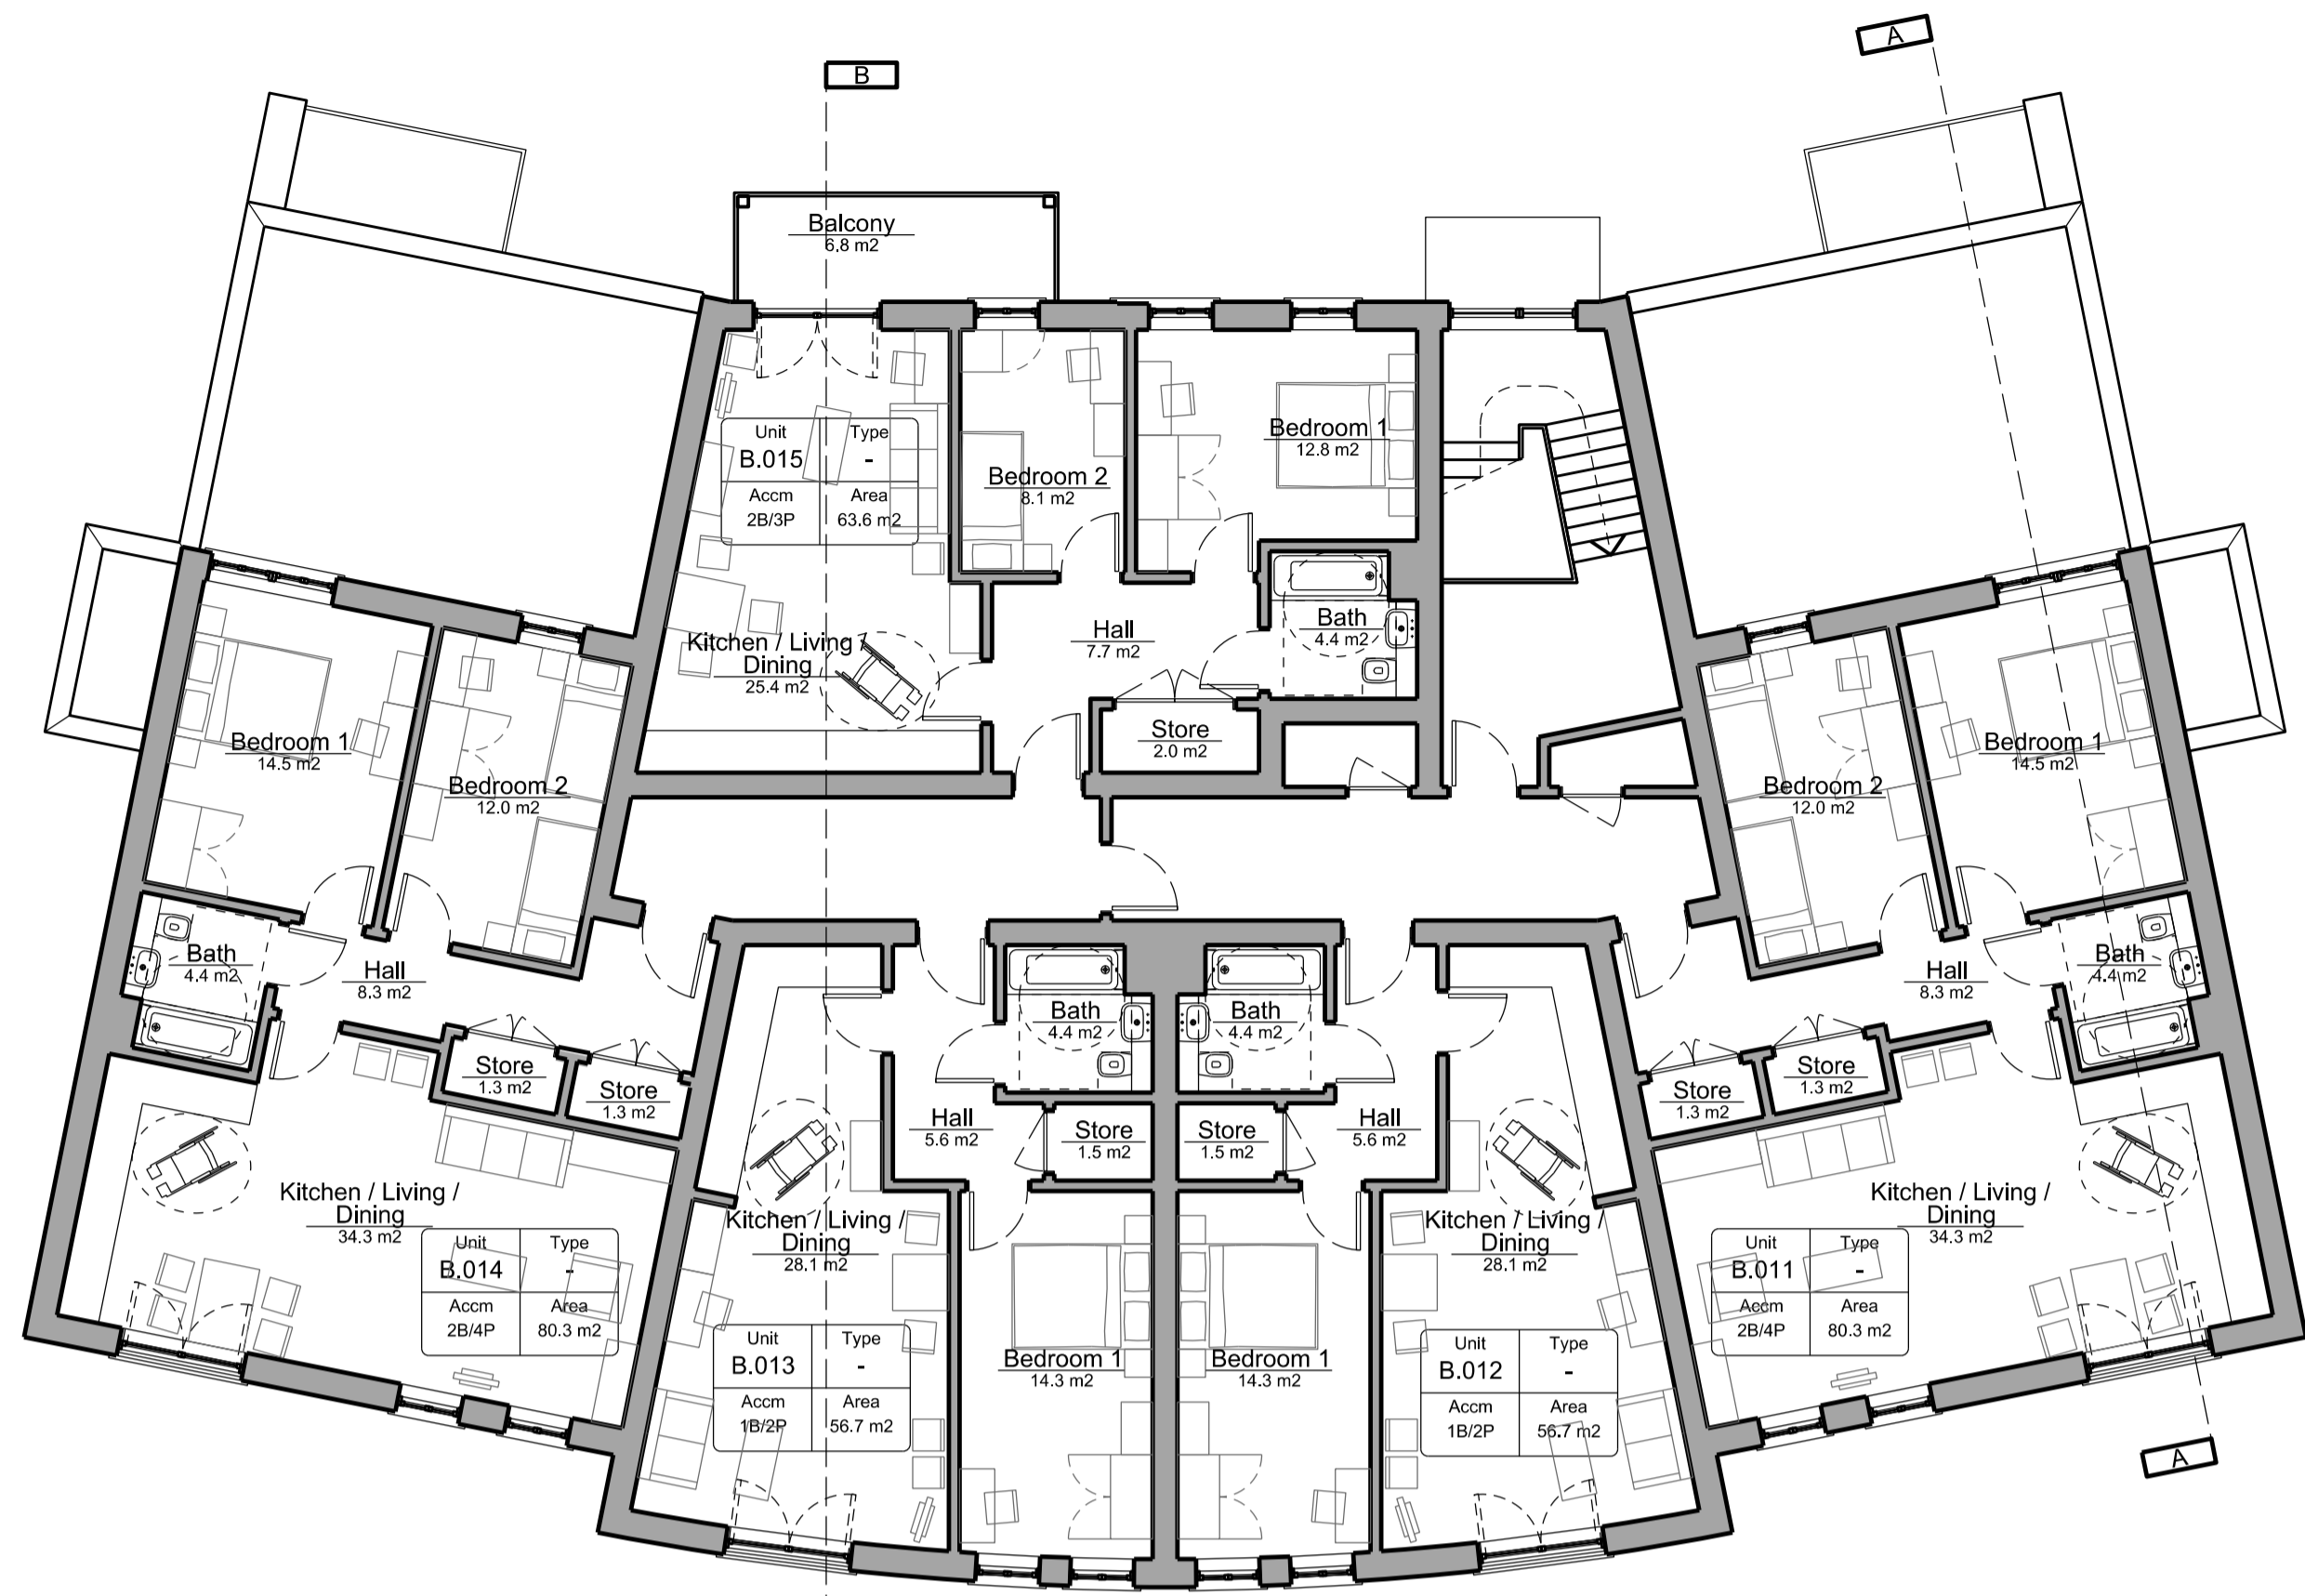 A
B
Balcony
6.8 m2
Unit
Type
B.015
-
Accm
Area
2B/3P
63.6 m2
Bedroom 2
8.1 m2
Bedroom 1
12.8 m2
Kitchen / Living /
Dining
25.4 m2
Hall
7.7 m2
Bath
4.4 m2
Store
2.0 m2
Bedroom 1
14.5 m2
Bedroom 2
12.0 m2
Bath
4.4 m2
Hall
8.3 m2
Store
1.3 m2
Store
1.3 m2
Kitchen / Living /
Dining
34.3 m2
Unit
Type
B.014
-
Accm
Area
2B/4P
80.3 m2
Bath
4.4 m2
Hall
5.6 m2
Store
1.5 m2
Kitchen / Living /
Dining
28.1 m2
Unit
Type
B.013
-
Accm
Area
1B/2P
56.7 m2
Bedroom 1
14.3 m2
Bath
4.4 m2
Hall
5.6 m2
Store
1.5 m2
Kitchen / Living /
Dining
28.1 m2
Bedroom 1
14.3 m2
Unit
Type
B.012
-
Accm
Area
1B/2P
56.7 m2
Bedroom 2
12.0 m2
Bedroom 1
14.5 m2
Bath
4.4 m2
Hall
8.3 m2
Store
1.3 m2
Store
1.3 m2
Kitchen / Living /
Dining
34.3 m2
Unit
Type
B.011
-
Accm
Area
2B/4P
80.3 m2
A